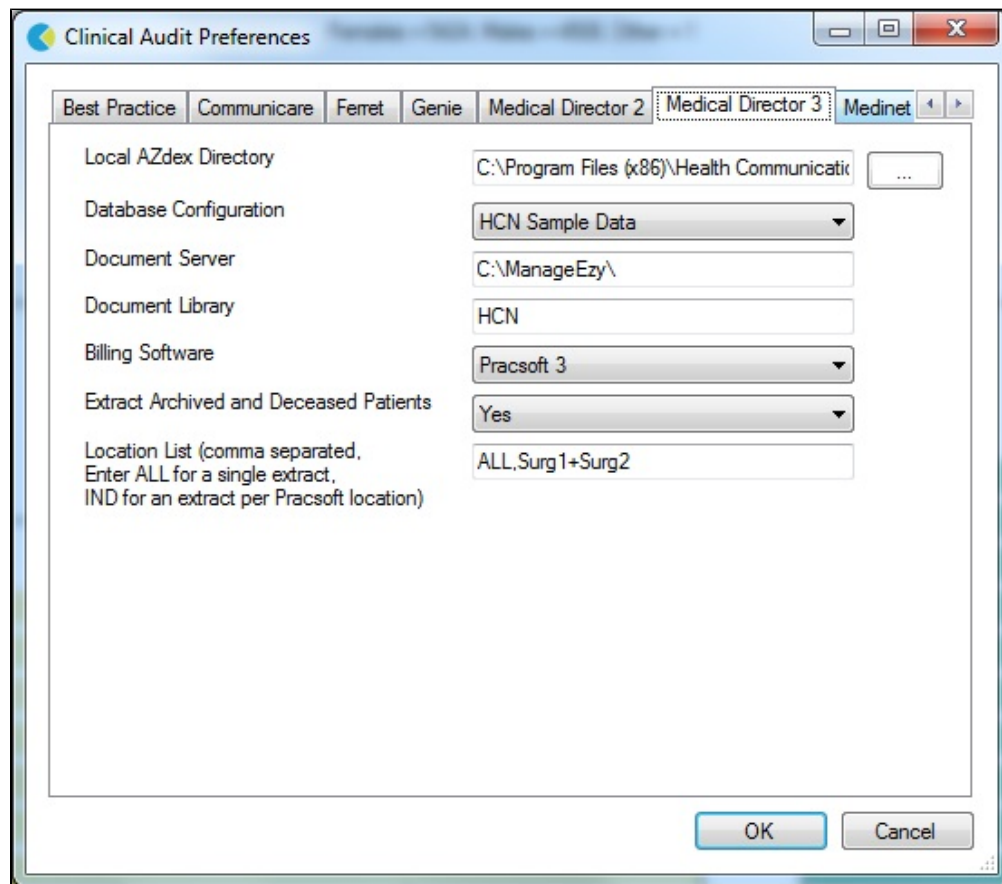 Clinical Audit Preferences
Best Practice Communicare Ferret Genie Medical Director 2 Medical Director 3 Medinet
Local AZdex Directory C:\Program Files (x86)\Health Communicatic ...
Database Configuration HCN Sample Data
Document Server C:\ManageEzy\
Document Library HCN
Billing Software Pracsoft 3
Extract Archived and Deceased Patients Yes
Location List (comma separated, ALL,Surg1+Surg2
Enter ALL for a single extract,
IND for an extract per Pracsoft location)
OK Cancel